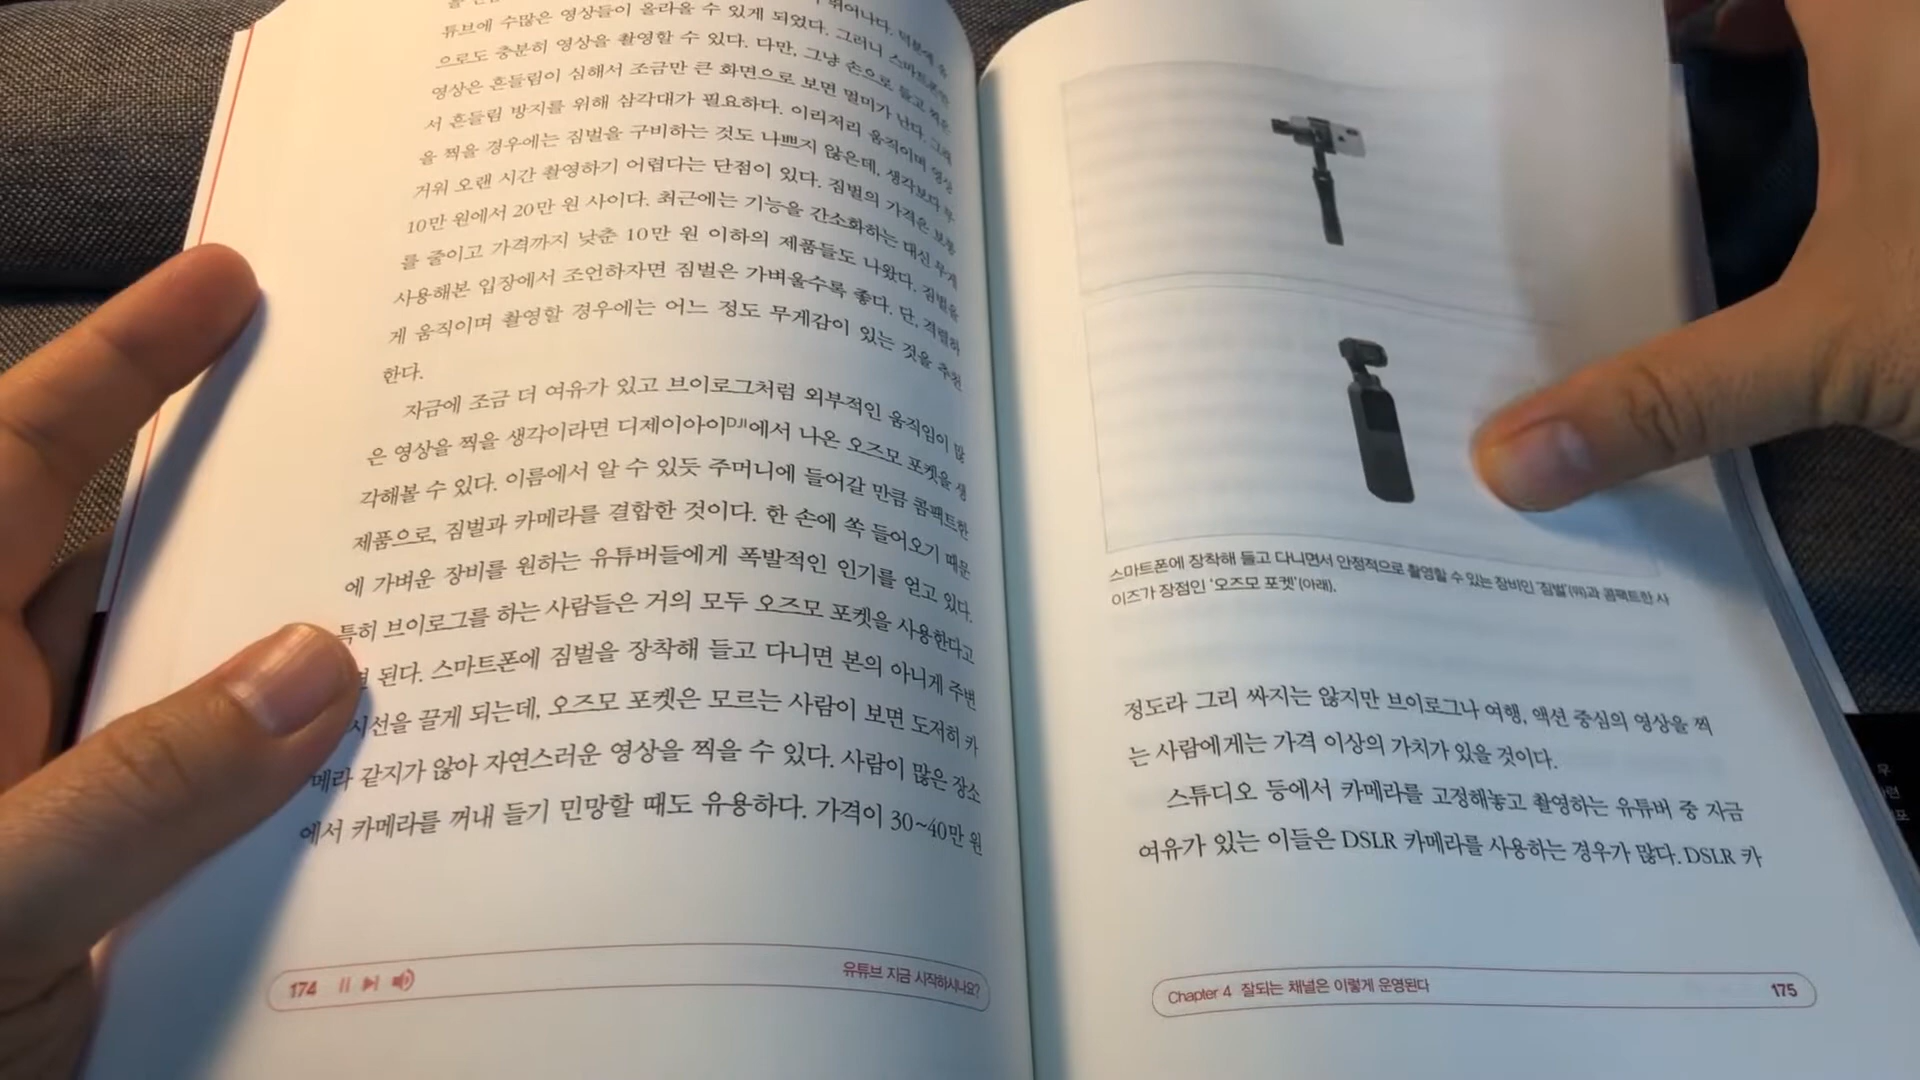 튜브에 수많은 영상들이 올라올 수 있게 되었다. 그러니 스마트폰만
으로도 충분히 영상을 촬영할 수 있다. 다만, 그냥 손으로 들고 찍은
영상은 흔들림이 심해서 조금만 큰 화면으로 보면 멀미가 난다. 그래
서 흔들림 방지를 위해 삼각대가 필요하다. 이리저리 움직이며 영상
을 찍을 경우에는 짐벌을 구비하는 것도 나쁘지 않은데, 생각보다 무
거워 오랜 시간 촬영하기 어렵다는 단점이 있다. 짐벌의 가격은 보통
10만 원에서 20만 원 사이다. 최근에는 기능을 간소화하는 대신 무게
를 줄이고 가격까지 낮춘 10만 원 이하의 제품들도 나왔다. 짐벌을
사용해본 입장에서 조언하자면 짐벌은 가벼울수록 좋다. 단, 격렬하
게 움직이며 촬영할 경우에는 어느 정도 무게감이 있는 것을 추천
한다.
자금에 조금 더 여유가 있고 브이로그처럼 외부적인 움직임이 많
은 영상을 찍을 생각이라면 디제이아이DJI에서 나온 오즈모 포켓을 생
각해볼 수 있다. 이름에서 알 수 있듯 주머니에 들어갈 만큼 콤팩트한
제품으로, 짐벌과 카메라를 결합한 것이다. 한 손에 쏙 들어오기 때문
에 가벼운 장비를 원하는 유튜버들에게 폭발적인 인기를 얻고 있다.
특히 브이로그를 하는 사람들은 거의 모두 오즈모 포켓을 사용한다고
된다. 스마트폰에 짐벌을 장착해 들고 다니면 본의 아니게 주변
시선을 끌게 되는데, 오즈모 포켓은 모르는 사람이 보면 도저히 카
메라 같지가 않아 자연스러운 영상을 찍을 수 있다. 사람이 많은 장소
에서 카메라를 꺼내 들기 민망할 때도 유용하다. 가격이 30~40만 원
174
유튜브 지금 시작하시나요?
스마트폰에 장착해 들고 다니면서 안정적으로 촬영할 수 있는 장비인 '짐벌'(위)과 콤팩트한 사
이즈가 장점인 '오즈모 포켓'(아래).
정도라 그리 싸지는 않지만 브이로그나 여행, 액션 중심의 영상을 찍
는 사람에게는 가격 이상의 가치가 있을 것이다.
스튜디오 등에서 카메라를 고정해놓고 촬영하는 유튜버 중 자금
여유가 있는 이들은 DSLR 카메라를 사용하는 경우가 많다. DSLR 카
Chapter 4 잘되는 채널은 이렇게 운영된다
175